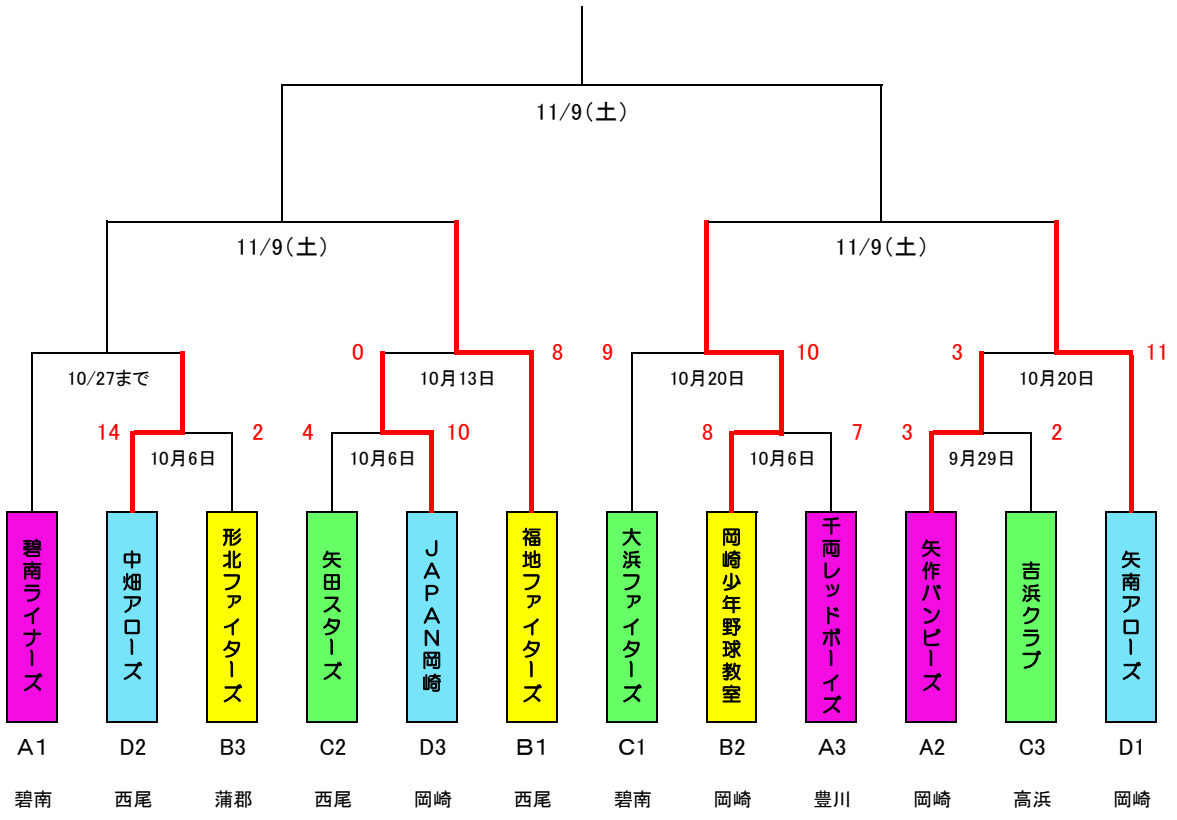 11/9(土)
11/9(土)
11/9(土)
0
8
9
10
3
11
10/27まで
10月13日
10月20日
10月20日
14
2
4
10
8
7
3
2
10月6日
10月6日
10月6日
9月29日
碧南ライナーズ
中畑アローズ
形北ファイターズ
矢田スターズ
JAPAN岡崎
福地ファイターズ
大浜ファイターズ
岡崎少年野球教室
千両レッドボーイズ
矢作バンビーズ
吉浜クラブ
矢南アローズ
A1
D2
B3
C2
D3
B1
C1
B2
A3
A2
C3
D1
碧南
西尾
蒲郡
西尾
岡崎
西尾
碧南
岡崎
豊川
岡崎
高浜
岡崎